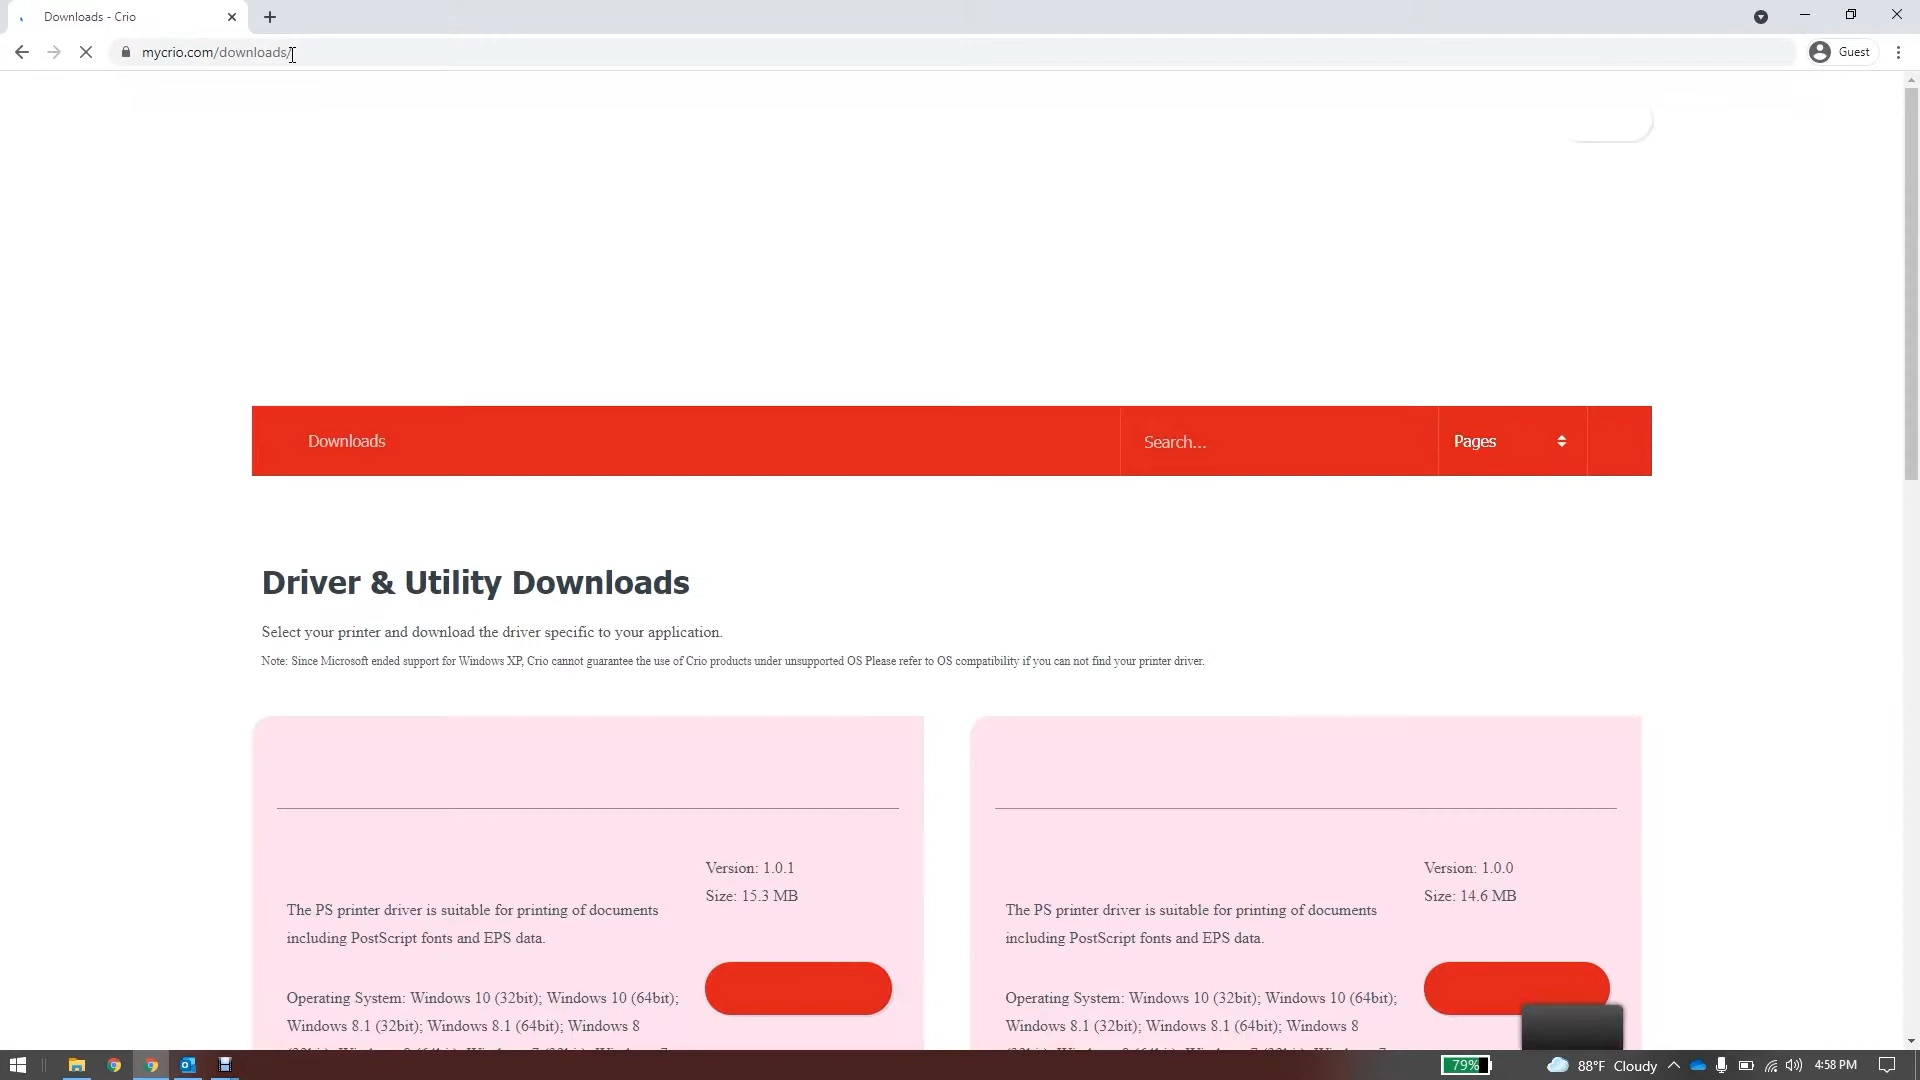 Downloads - Crio
mycrio.com/downloads/
Guest
Downloads
Search...
Pages
Driver & Utility Downloads
Select your printer and download the driver specific to your application.
Note: Since Microsoft ended support for Windows XP, Crio cannot guarantee the use of Crio products under unsupported OS Please refer to OS compatibility if you can not find your printer driver.
Version: 1.0.1
Size: 15.3 MB
The PS printer driver is suitable for printing of documents
including PostScript fonts and EPS data.
Operating System: Windows 10 (32bit); Windows 10 (64bit);
Windows 8.1 (32bit); Windows 8.1 (64bit); Windows 8
Version: 1.0.0
Size: 14.6 MB
The PS printer driver is suitable for printing of documents
including PostScript fonts and EPS data.
Operating System: Windows 10 (32bit); Windows 10 (64bit);
Windows 8.1 (32bit); Windows 8.1 (64bit); Windows 8
79%
88°F Cloudy
4:58 PM